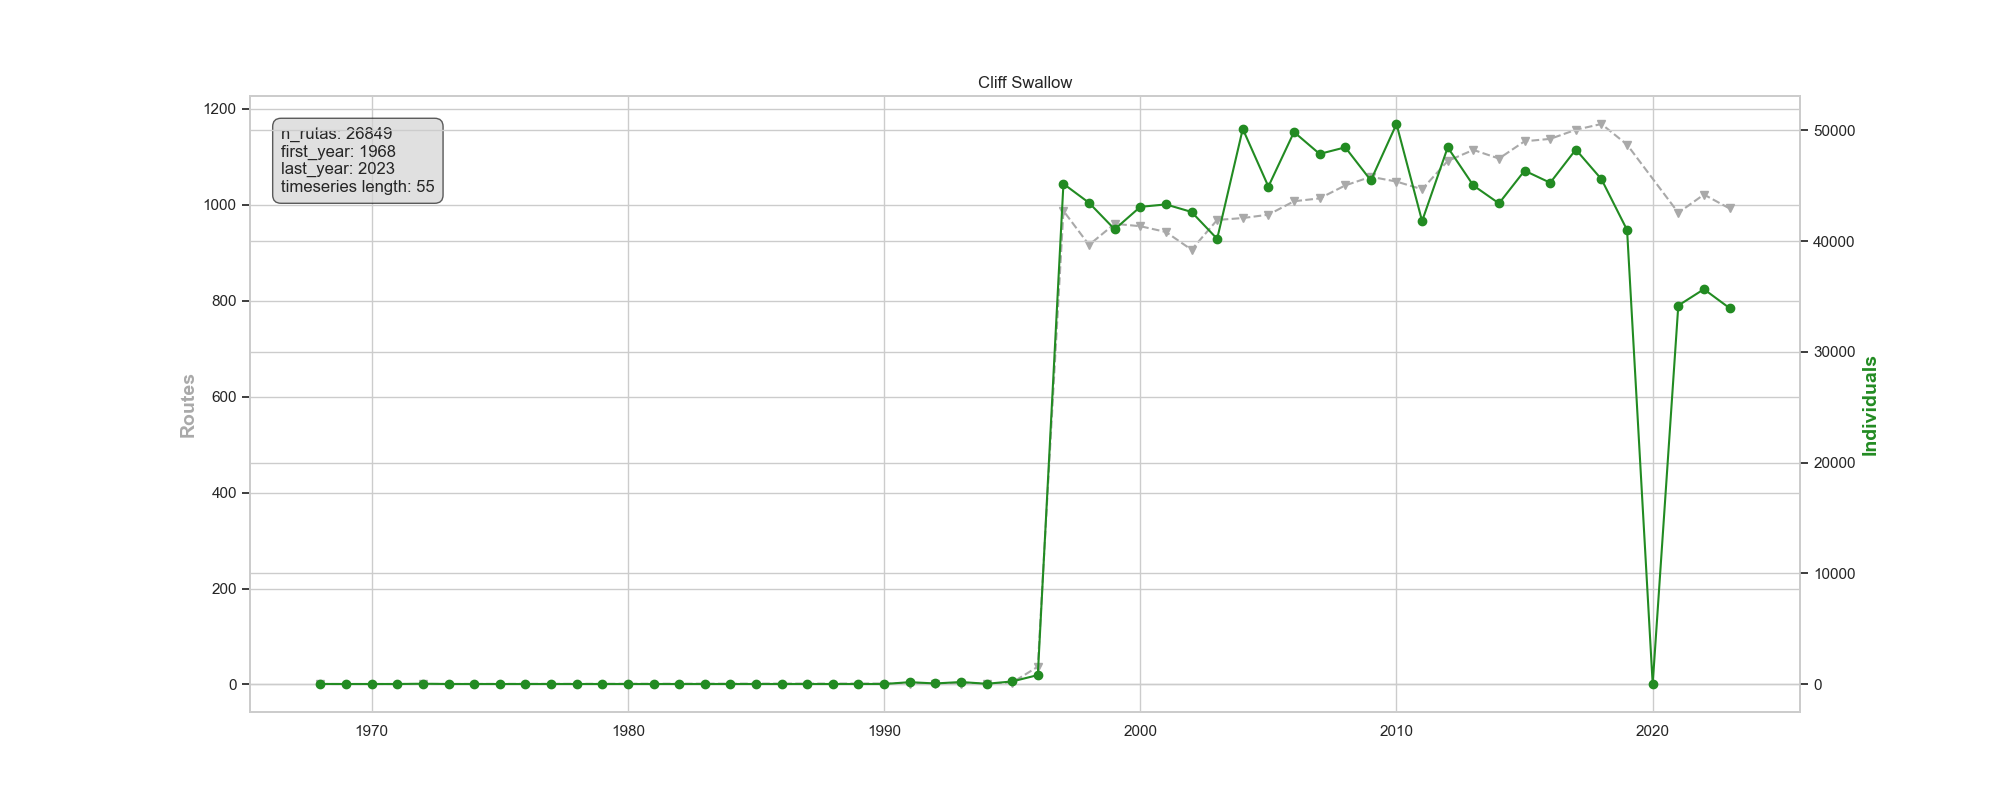 Cliff Swallow
1200
1000
800
600
400
200
0
Routes
n_rutas: 26849
first_year: 1968
last_year: 2023
timeseries length: 55
50000
40000
30000
20000
10000
0
Individuals
1970 1980 1990 2000 2010 2020